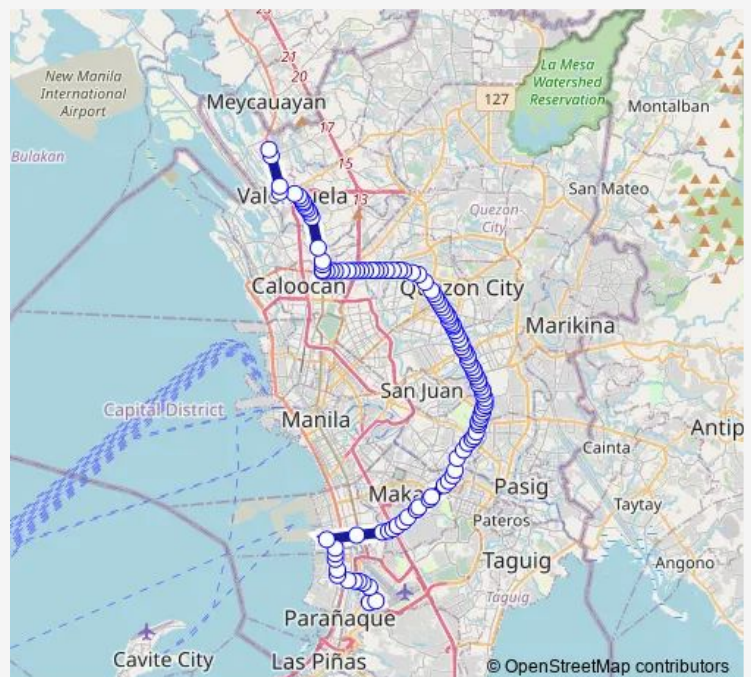 21
20
New Manila
International
Airport
Meycauayan
La Mesa
Watershed
Reservation
127
Montalban
17
Bulakan
15
San Mateo
13
Quezon
City
Caloocan
Quezon City
Marikina
San Juan
Capital District
Manila
Antip
Cainta
Maka
Pasig
Taytay
Pateros
Taguig
Angono
Taguig
Parañaque
Cavite City
Las Piñas
© OpenStreetMap contributors